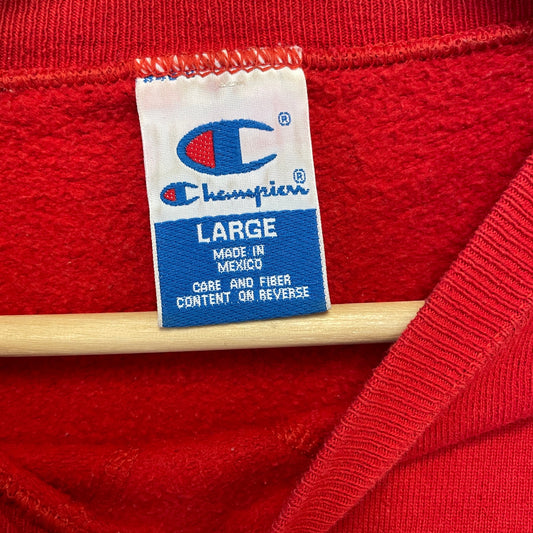 ®
Champion®
LARGE
MADE IN
MEXICO
CARE AND FIBER
CONTENT ON REVERSE